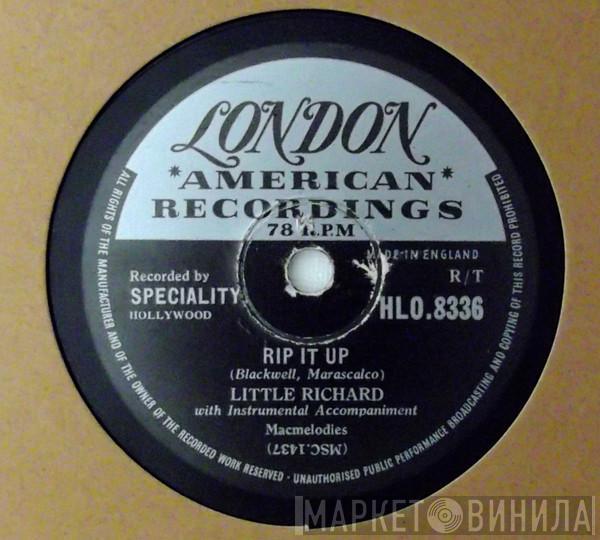 LONDON
*AMERICAN*
RECORDINGS
78 R.P.M
MADE IN ENGLAND
Recorded by
SPECIALITY
HOLLYWOOD
R/T
HLO.8336
RIP IT UP
(Blackwell, Marascalco)
LITTLE RICHARD
with Instrumental Accompaniment
Macmelodies
(MSC.1437)
ALL RIGHTS OF THE MANUFACTURER AND OF THE OWNER OF THE RECORDED WORK RESERVED · UNAUTHORISED PUBLIC PERFORMANCE BROADCASTING AND COPYING OF THIS RECORD PROHIBITED
МАРКЕТ ВИНИЛА